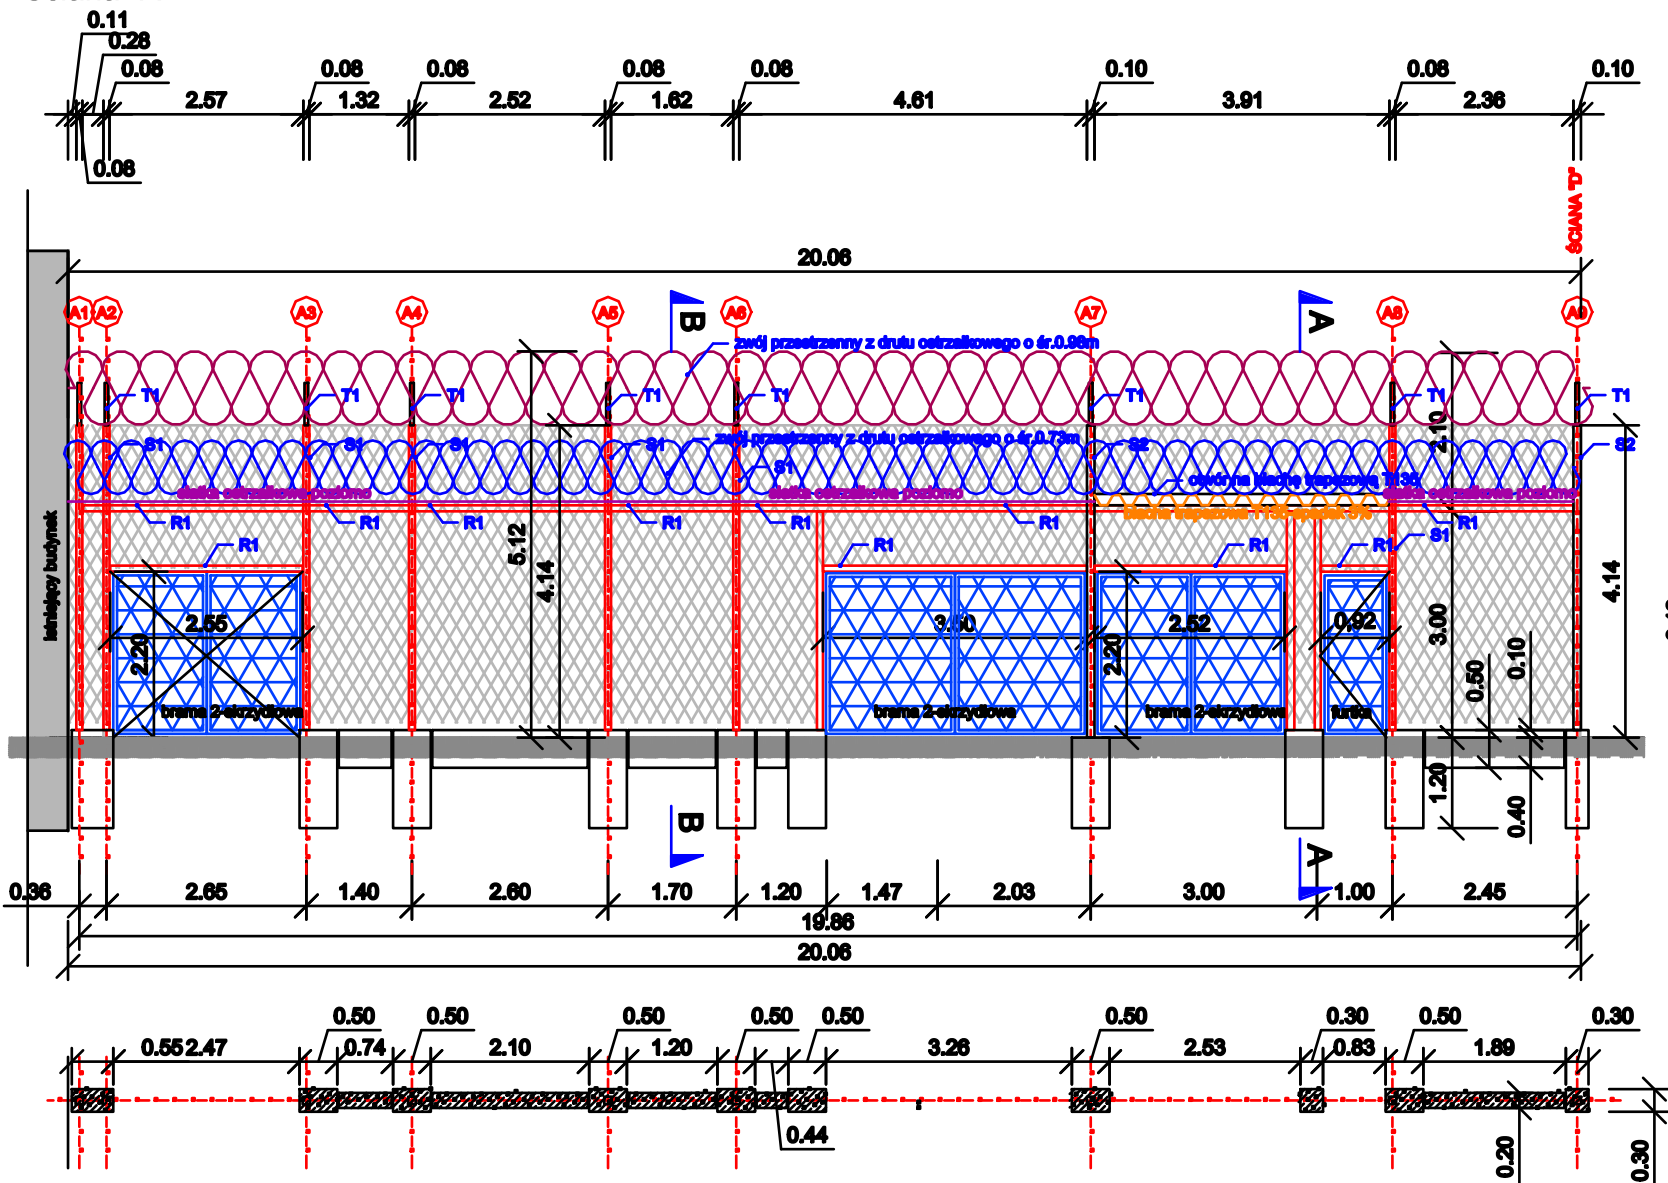 0.11
0.28
0.08 0.08 0.08 0.08 0.08 0.10 0.08 0.10
2.57 1.32 2.52 1.62 4.61 3.91 2.36
0.08
ŚCIANA "D"
20.06
A1 A2 A3 A4 A5 B A6 A7 A A8 A9
zwój przestrzenny z drutu ostrzalkowego o śr.0.98m
T1 T1 T1 T1 T1 T1 T1 T1
2.10
zwój przestrzenny z drutu ostrzalkowego o śr.0.73m
S1 S1 S1 S1 S2 S2
S1
siatka ostrzalkowa poziomo siatka ostrzalkowa poziomo siatka ostrzalkowa poziomo
R1 R1 R1 R1 R1 R1 R1
S1
R1 R1 R1 R1
istniejący budynek
5.12
4.14
4.14
2.55 3.50 2.52 0.92
2.20 2.20 3.00
0.50 0.10
brama 2-skrzydłowa brama 2-skrzydłowa brama 2-skrzydłowa furtka
1.20 0.40
B A
0.36 2.65 1.40 2.60 1.70 1.20 1.47 2.03 3.00 1.00 2.45
19.86
20.06
0.50 0.50 0.50 0.50 0.50 0.50 0.30 0.50 0.30
0.55 2.47 0.74 2.10 1.20 3.26 2.53 0.83 1.89
0.44
0.20 0.30